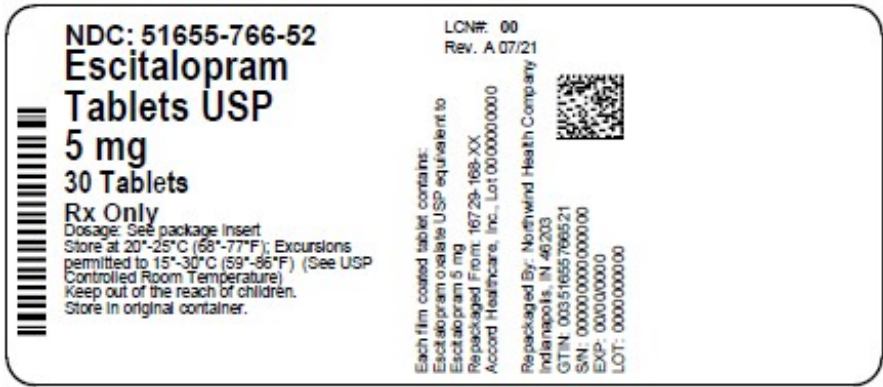 NDC: 51655-766-52
Escitalopram
Tablets USP
5 mg
30 Tablets
Rx Only
Dosage: See package Insert
Store at 20°-25°C (68°-77°F); Excursions
permitted to 15°-30°C (59°-86°F) (See USP
Controlled Room Temperature)
Keep out of the reach of children.
Store in original container.
LCN#: 00
Rev. A 07/21
Each film coated tablet contains:
Escitalopram oxalate USP equivalent to
Escitalopram 5 mg
Repackaged From: 16729-168-XX
Accord Healthcare, Inc., Lot 0000000000
Repackaged By: Northwind Health Company
Indianapolis, IN 46203
GTIN: 00351655766521
S/N: 00000000000000
EXP: 00/00/0000
LOT: 0000000000